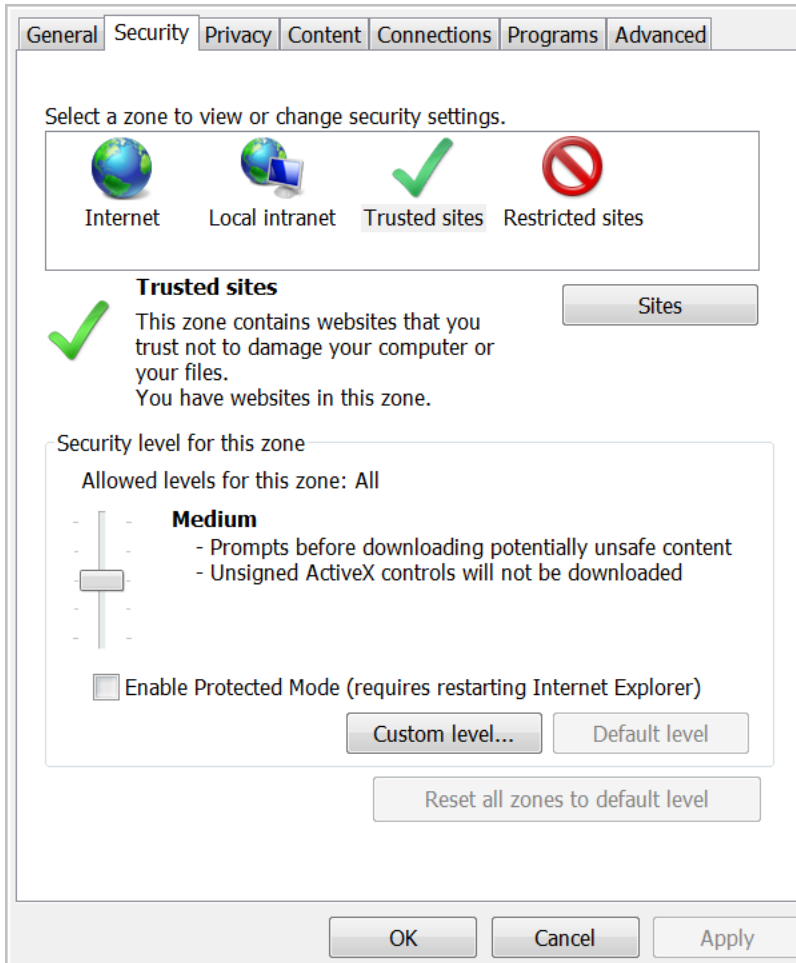 General Security Privacy Content Connections Programs Advanced
Select a zone to view or change security settings.
Internet Local intranet Trusted sites Restricted sites
Trusted sites
Sites
This zone contains websites that you
trust not to damage your computer or
your files.
You have websites in this zone.
Security level for this zone
Allowed levels for this zone: All
Medium
- Prompts before downloading potentially unsafe content
- Unsigned ActiveX controls will not be downloaded
Enable Protected Mode (requires restarting Internet Explorer)
Custom level... Default level
Reset all zones to default level
OK Cancel Apply